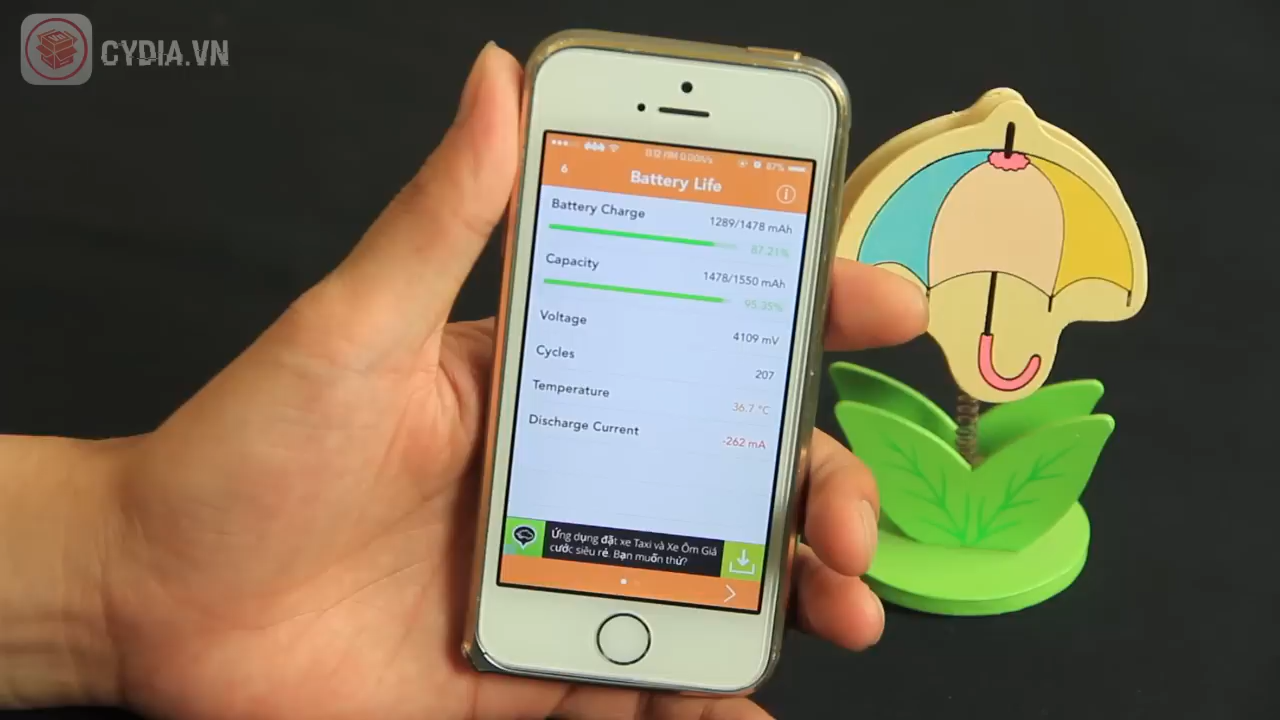 CYDIA.VN
87%
6
Battery Life
Battery Charge 1289/1478 mAh
87.21%
Capacity 1478/1550 mAh
95.35%
Voltage 4109 mV
Cycles 207
Temperature 36.7 °C
Discharge Current -262 mA
Ứng dụng đặt xe Taxi và Xe Ôm Giá
cước siêu rẻ. Bạn muốn thử?